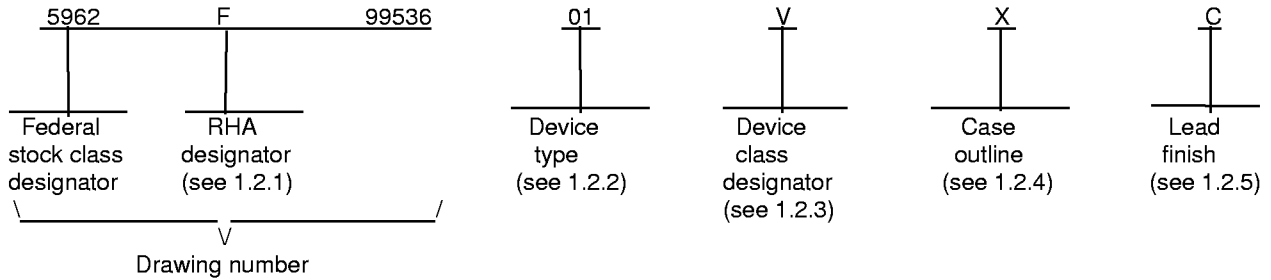 5962 F 99536 01 V X C
Federal stock class designator
RHA designator (see 1.2.1)
Device type (see 1.2.2)
Device class designator (see 1.2.3)
Case outline (see 1.2.4)
Lead finish (see 1.2.5)
\ /
V
Drawing number